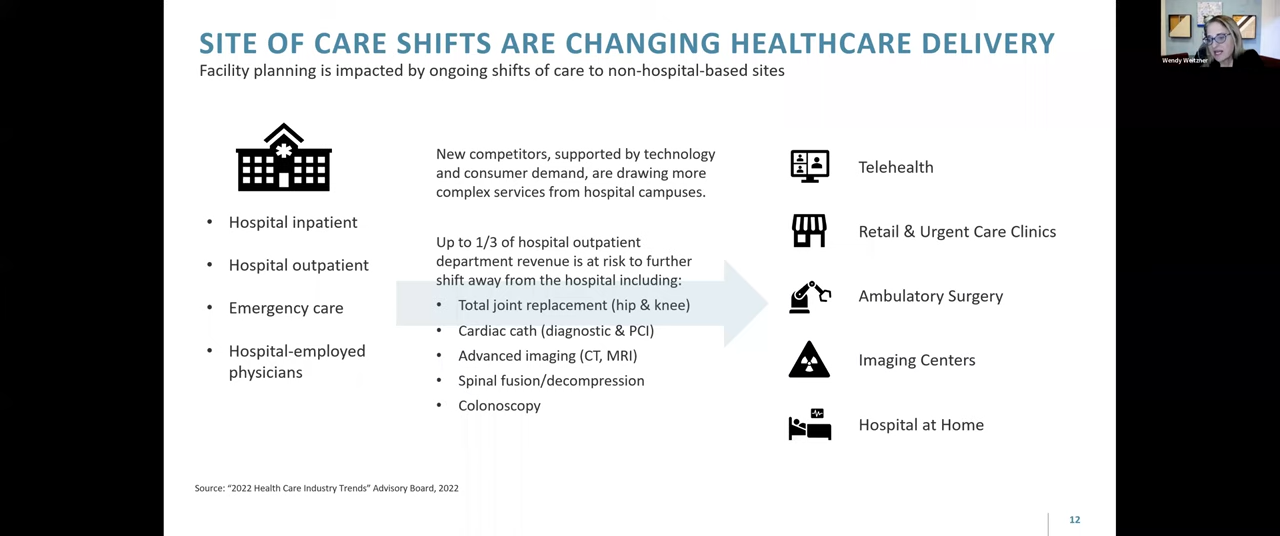 SITE OF CARE SHIFTS ARE CHANGING HEALTHCARE DELIVERY
Facility planning is impacted by ongoing shifts of care to non-hospital-based sites
• Hospital inpatient
• Hospital outpatient
• Emergency care
• Hospital-employed
physicians
New competitors, supported by technology
and consumer demand, are drawing more
complex services from hospital campuses.
Up to 1/3 of hospital outpatient
department revenue is at risk to further
shift away from the hospital including:
• Total joint replacement (hip & knee)
• Cardiac cath (diagnostic & PCI)
• Advanced imaging (CT, MRI)
• Spinal fusion/decompression
• Colonoscopy
Telehealth
Retail & Urgent Care Clinics
Ambulatory Surgery
Imaging Centers
Hospital at Home
Source: “2022 Health Care Industry Trends” Advisory Board, 2022
12
Wendy Weitzner